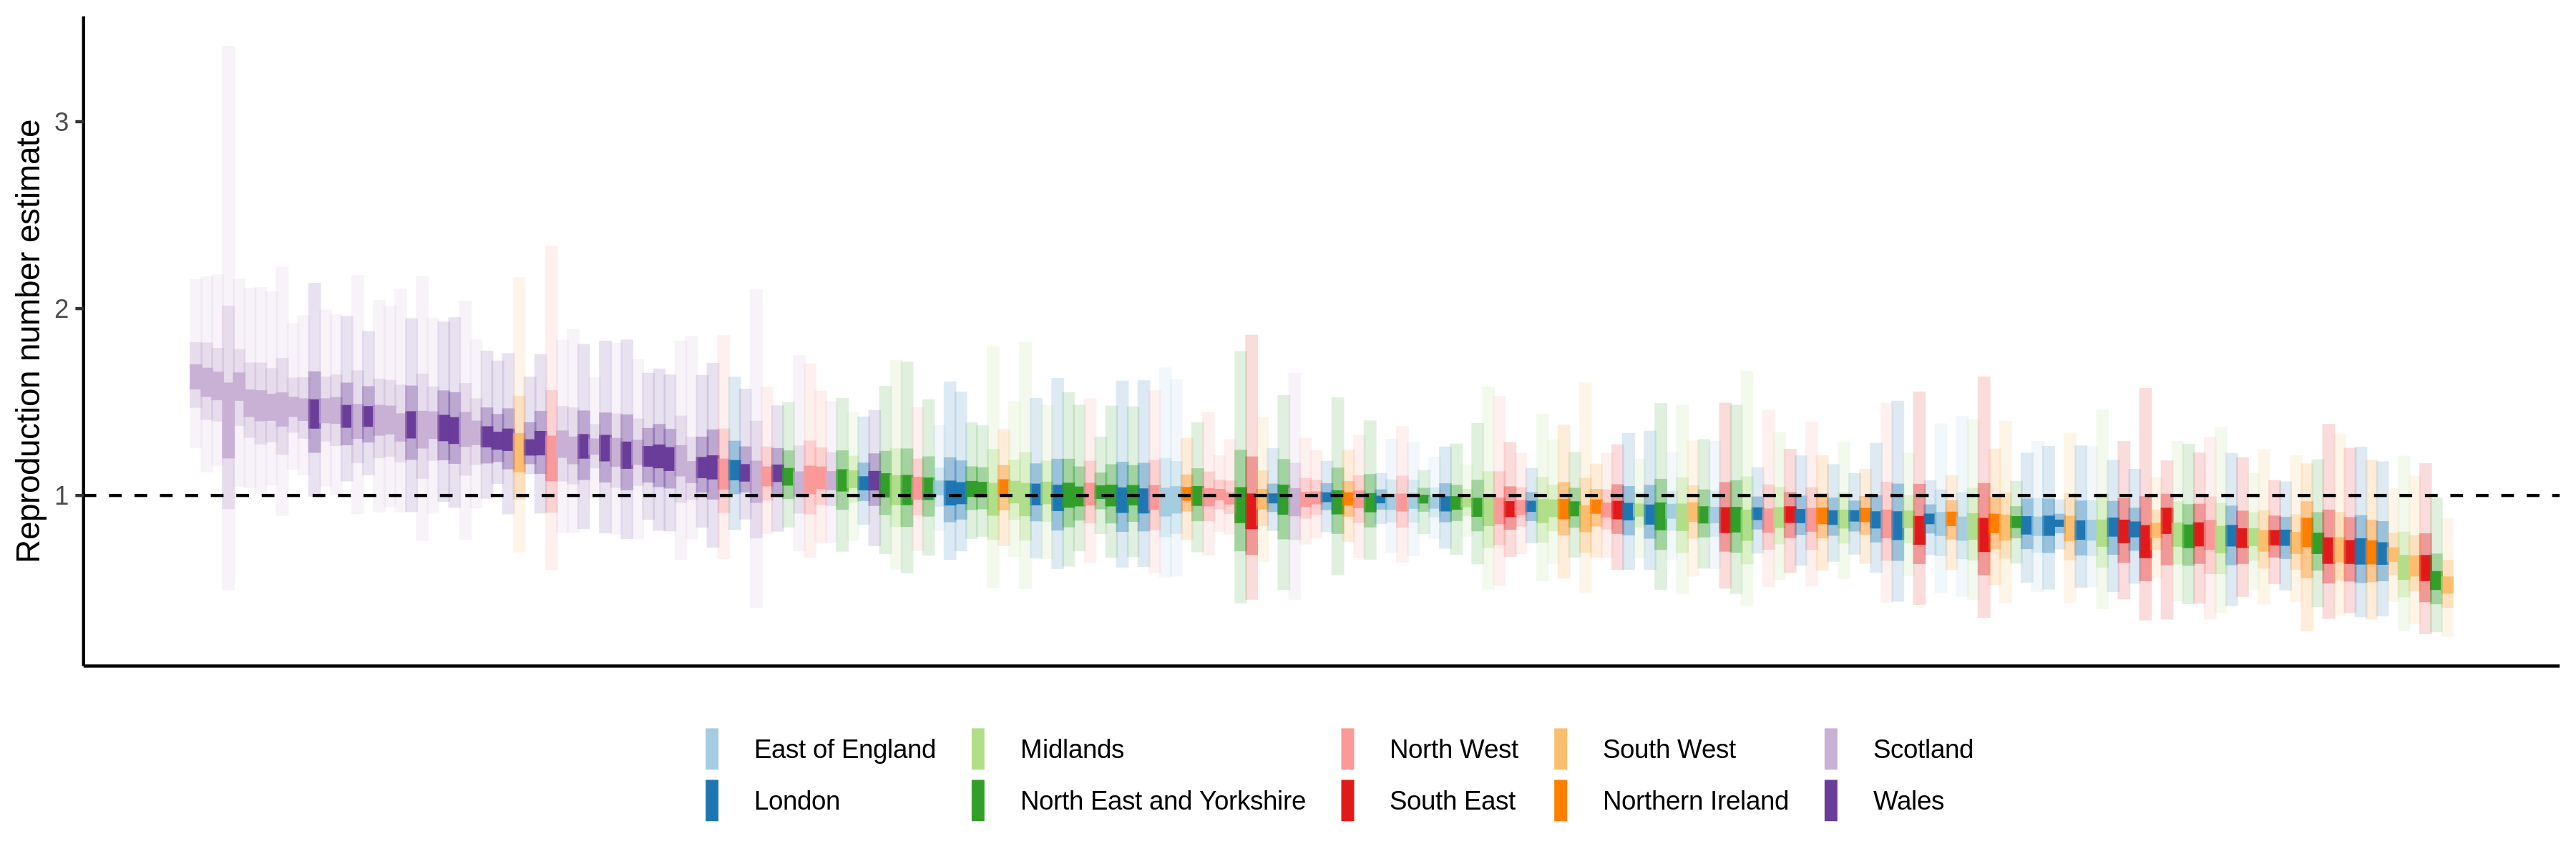 Reproduction number estimate
3
2
1
East of England
Midlands
North West
South West
Scotland
London
North East and Yorkshire
South East
Northern Ireland
Wales